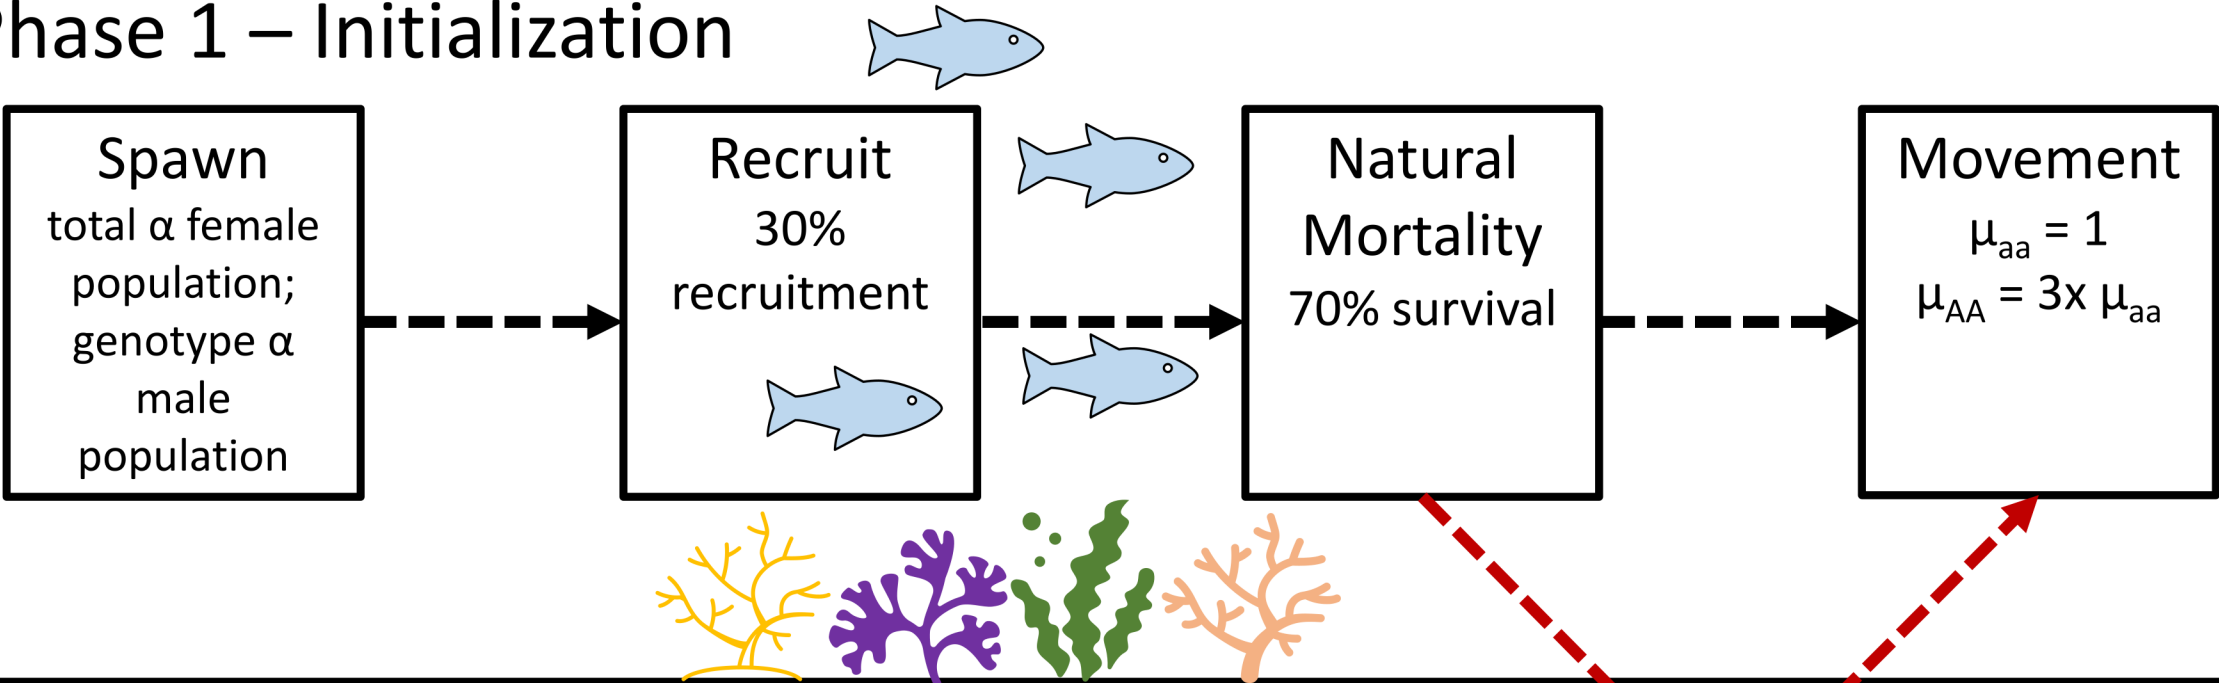 Phase 1 – Initialization
Spawn
total α female
population;
genotype α
male
population
Recruit
30%
recruitment
Natural
Mortality
70% survival
Movement
μaa = 1
μAA = 3x μaa